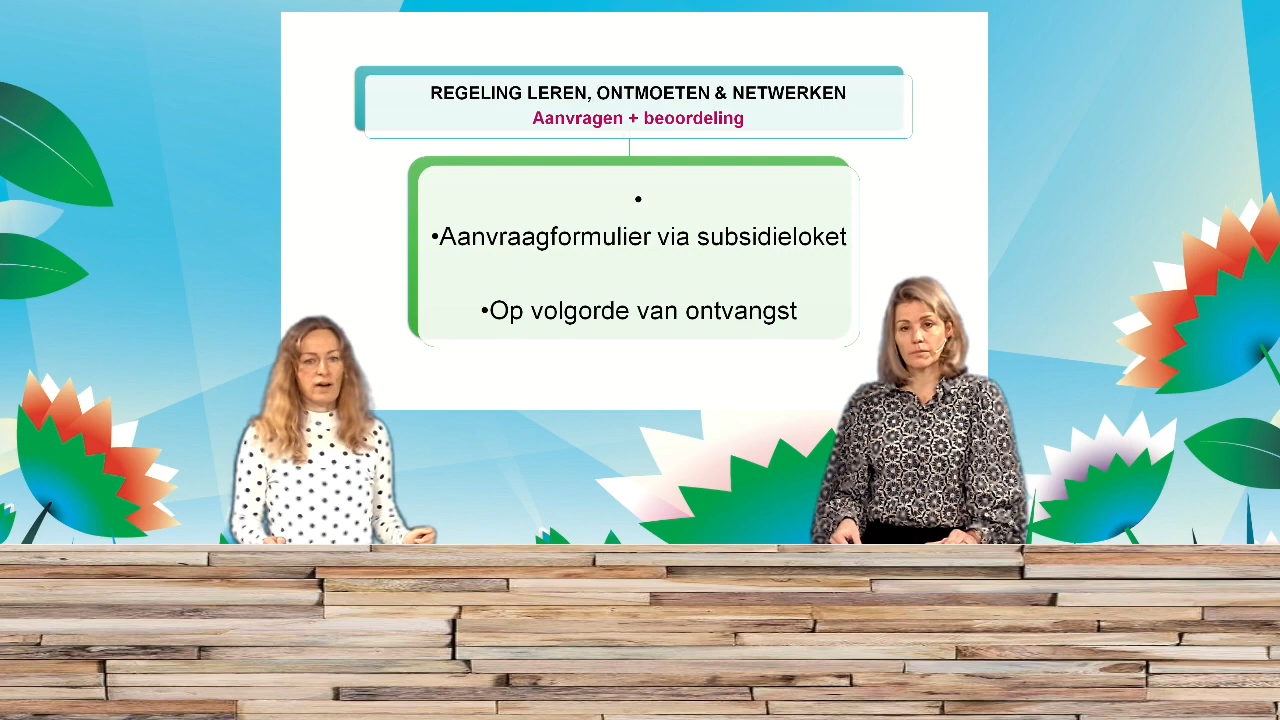 REGELING LEREN, ONTMOETEN & NETWERKEN
Aanvragen + beoordeling
•
•Aanvraagformulier via subsidieloket
•Op volgorde van ontvangst